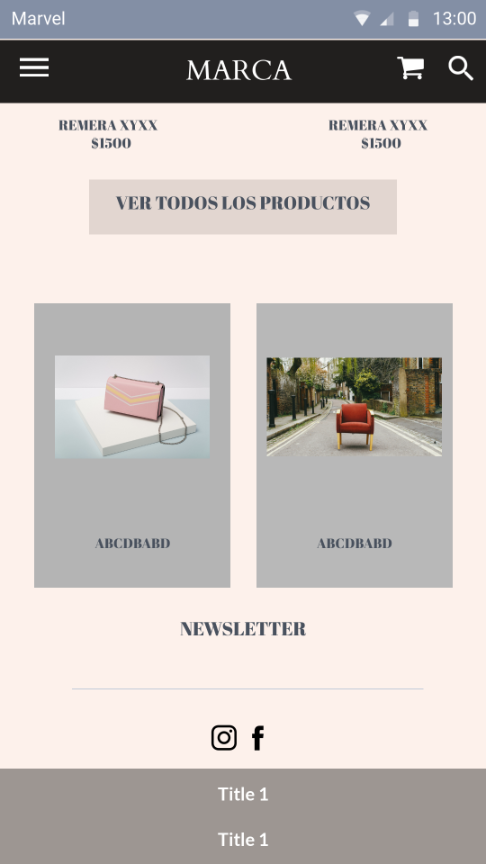 Marvel 13:00
MARCA
REMERA XYXX REMERA XYXX
$1500 $1500
VER TODOS LOS PRODUCTOS
ABCDBABD ABCDBABD
NEWSLETTER
Title 1
Title 1